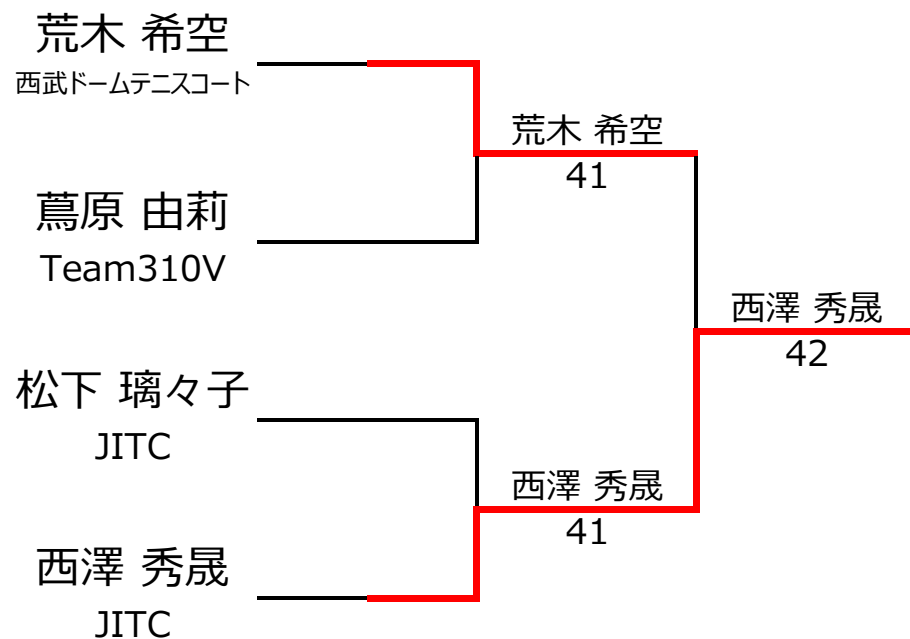 荒木 希空
西武ドームテニスコート
荒木 希空
41
蔦原 由莉
Team310V
西澤 秀晟
42
松下 璃々子
JITC
西澤 秀晟
41
西澤 秀晟
JITC